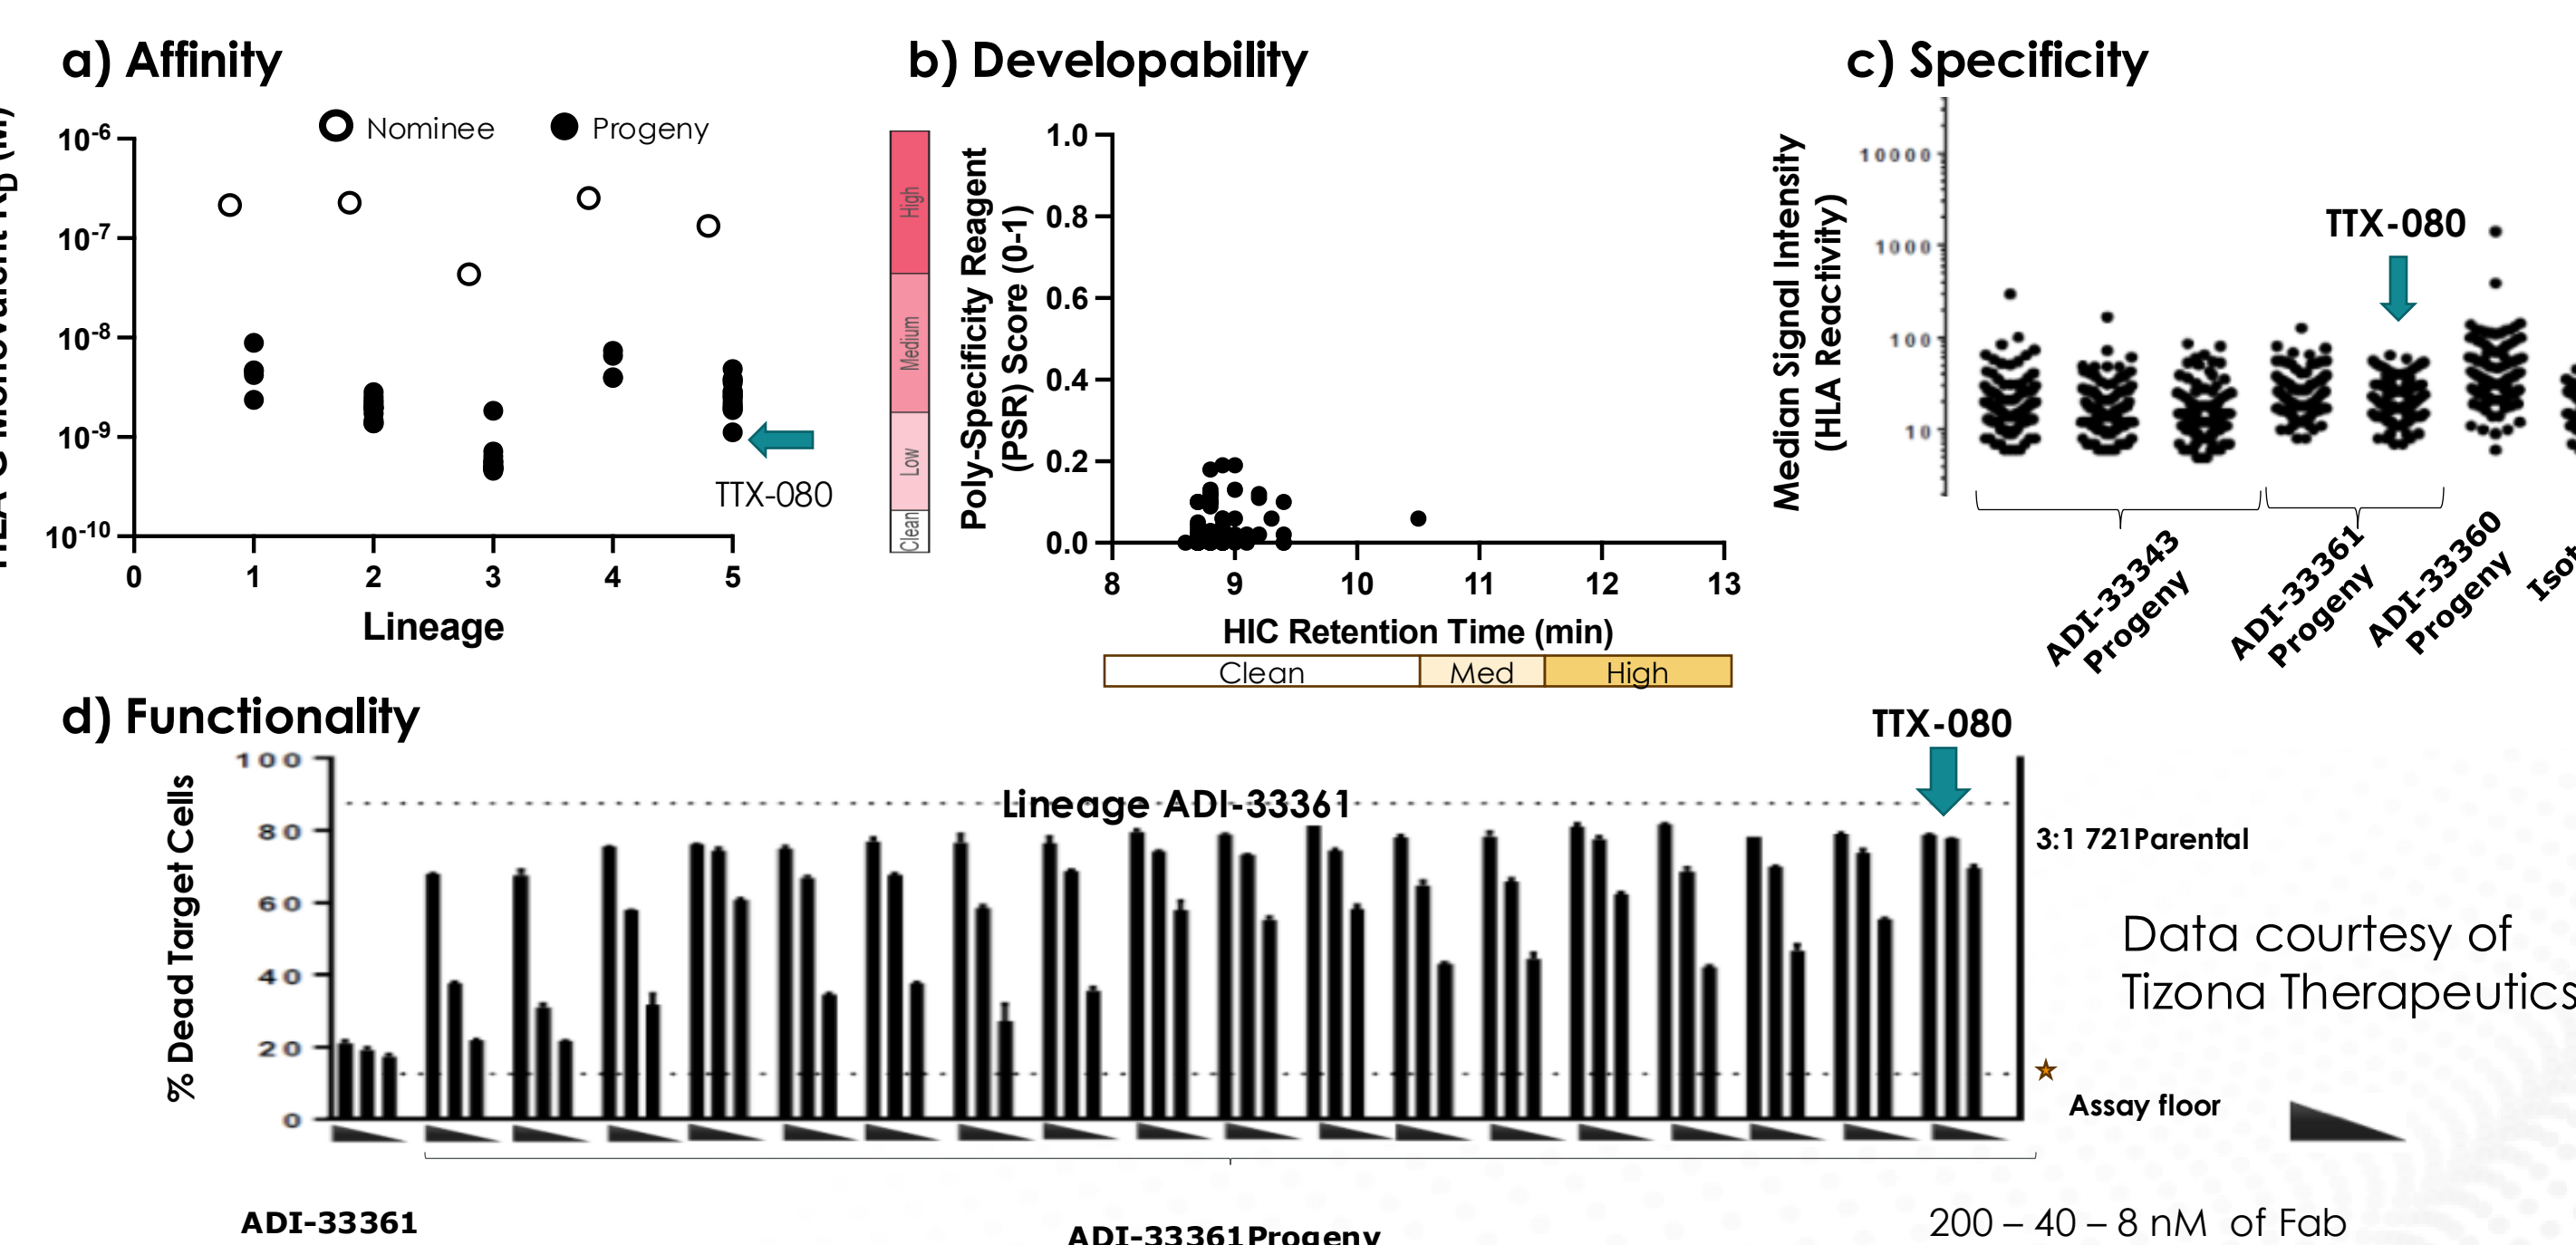 a) Affinity
Nominee
Progeny
10-6
10-7
10-8
10-9
10-10
0 1 2 3 4 5
Lineage
TTX-080
b) Developability
High
Medium
Low
Clean
Poly-Specificity Reagent
(PSR) Score (0-1)
1.0
0.8
0.6
0.4
0.2
0.0
8 9 10 11 12 13
HIC Retention Time (min)
Clean Med High
c) Specificity
Median Signal Intensity
(HLA Reactivity)
10000
1000
100
10
TTX-080
ADI-33343
Progeny
ADI-33361
Progeny
ADI-33360
Progeny
d) Functionality
% Dead Target Cells
100
80
60
40
20
0
Lineage ADI-33361
TTX-080
3:1 721Parental
Data courtesy of
Tizona Therapeutics
Assay floor
ADI-33361
ADI-33361Progeny
200 – 40 – 8 nM of Fab